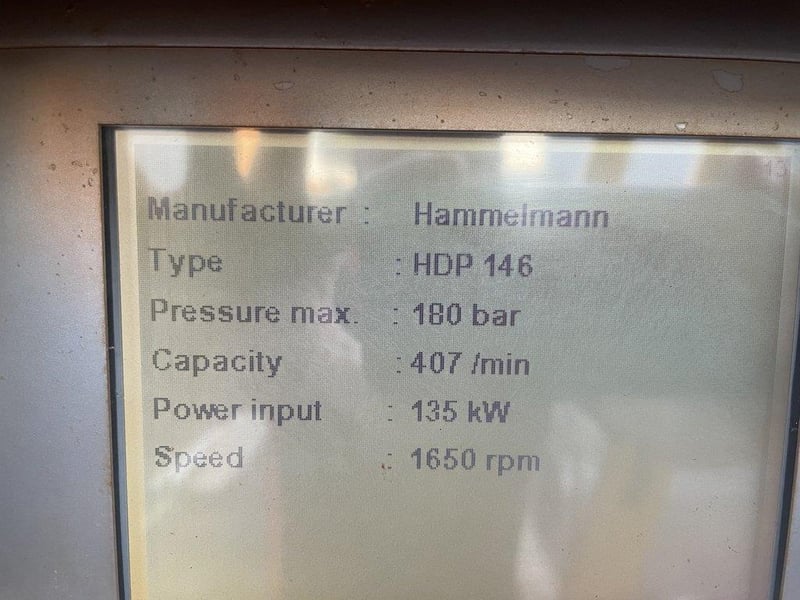 13
Manufacturer : Hammelmann
Type : HDP 146
Pressure max. : 180 bar
Capacity : 407 /min
Power input : 135 kW
Speed : 1650 rpm